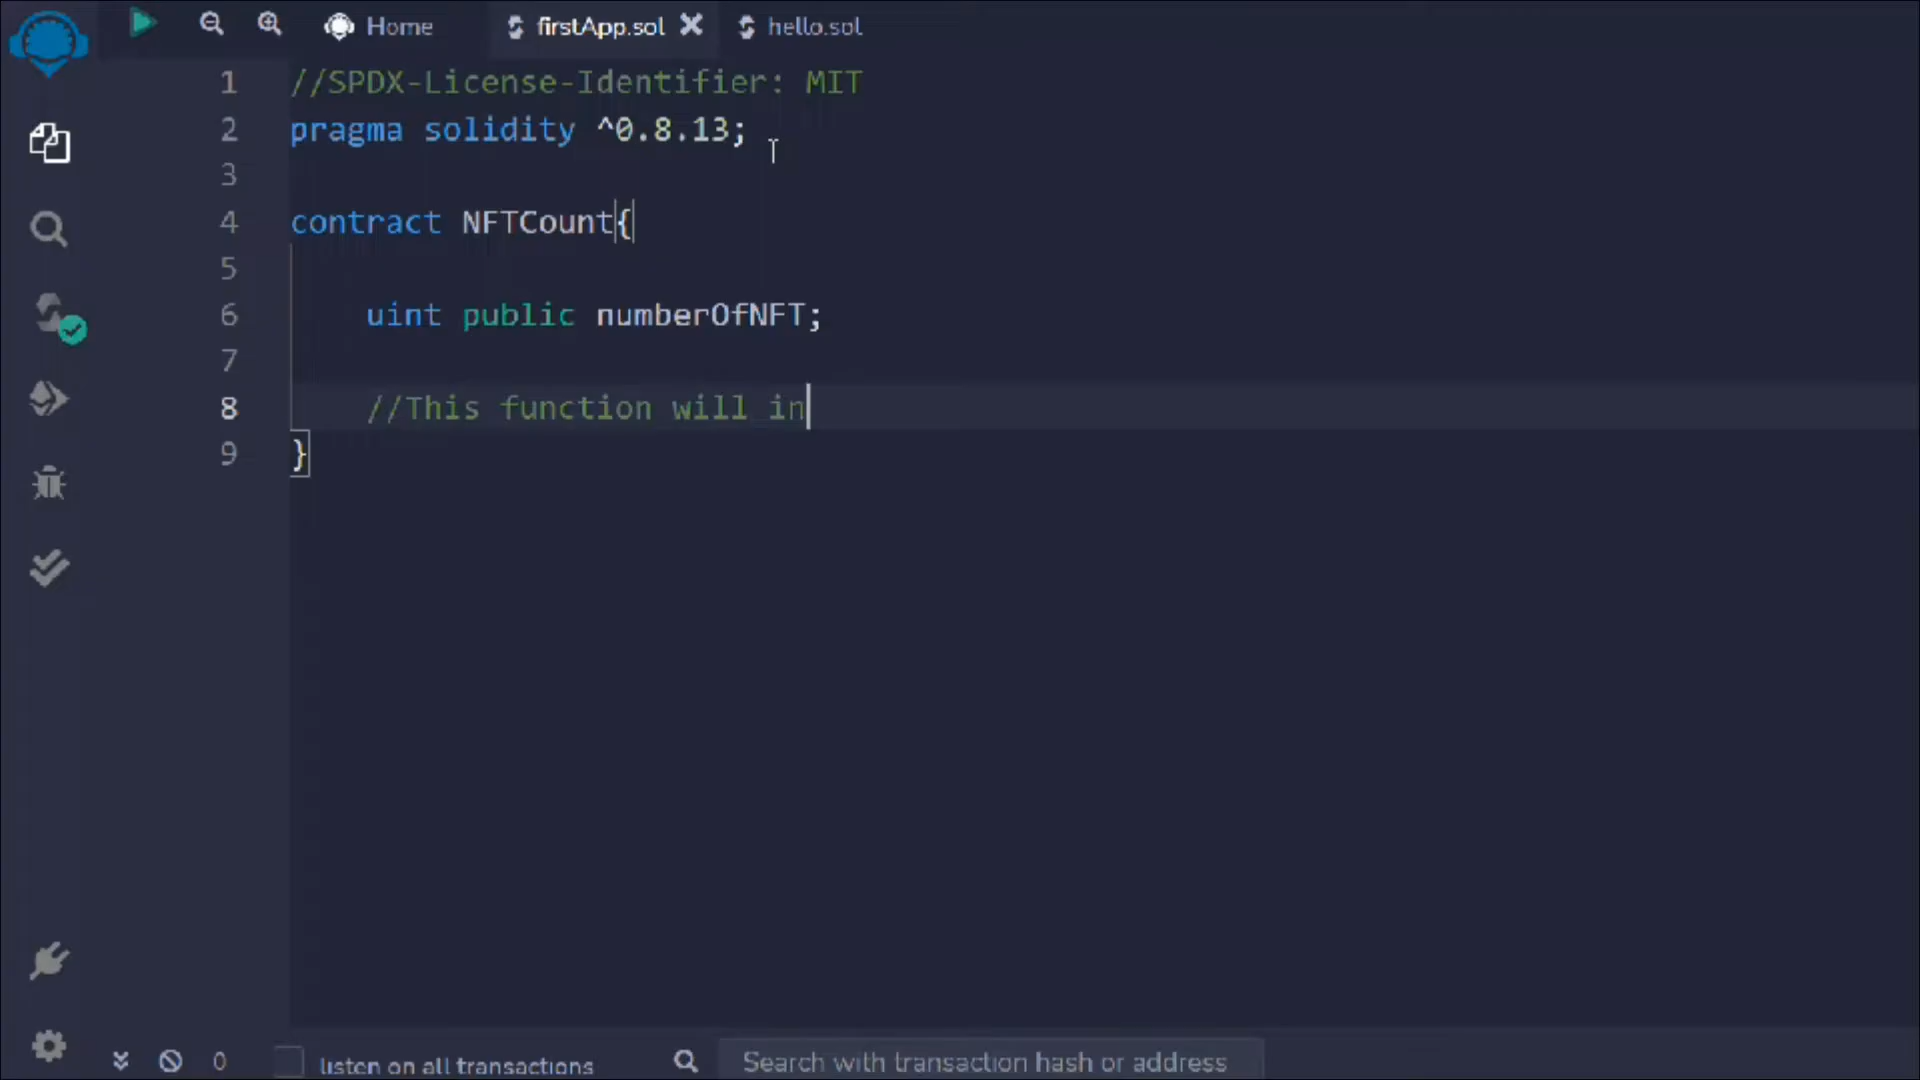 Home firstApp.sol hello.sol
1 //SPDX-License-Identifier: MIT
2 pragma solidity ^0.8.13;
3
4 contract NFTCount{
5
6 uint public numberOfNFT;
7
8 //This function will in
9 }
0 listen on all transactions Search with transaction hash or address